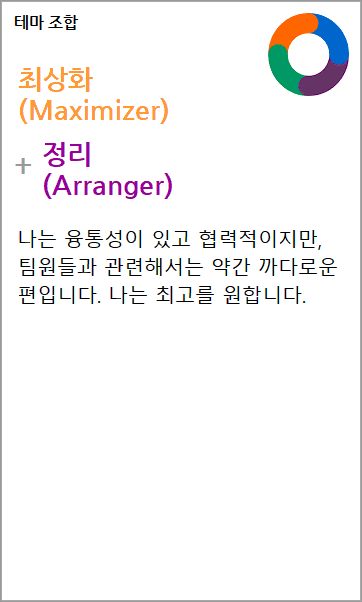 테마 조합
최상화
(Maximizer)
+ 정리
(Arranger)
나는 융통성이 있고 협력적이지만,
팀원들과 관련해서는 약간 까다로운
편입니다. 나는 최고를 원합니다.